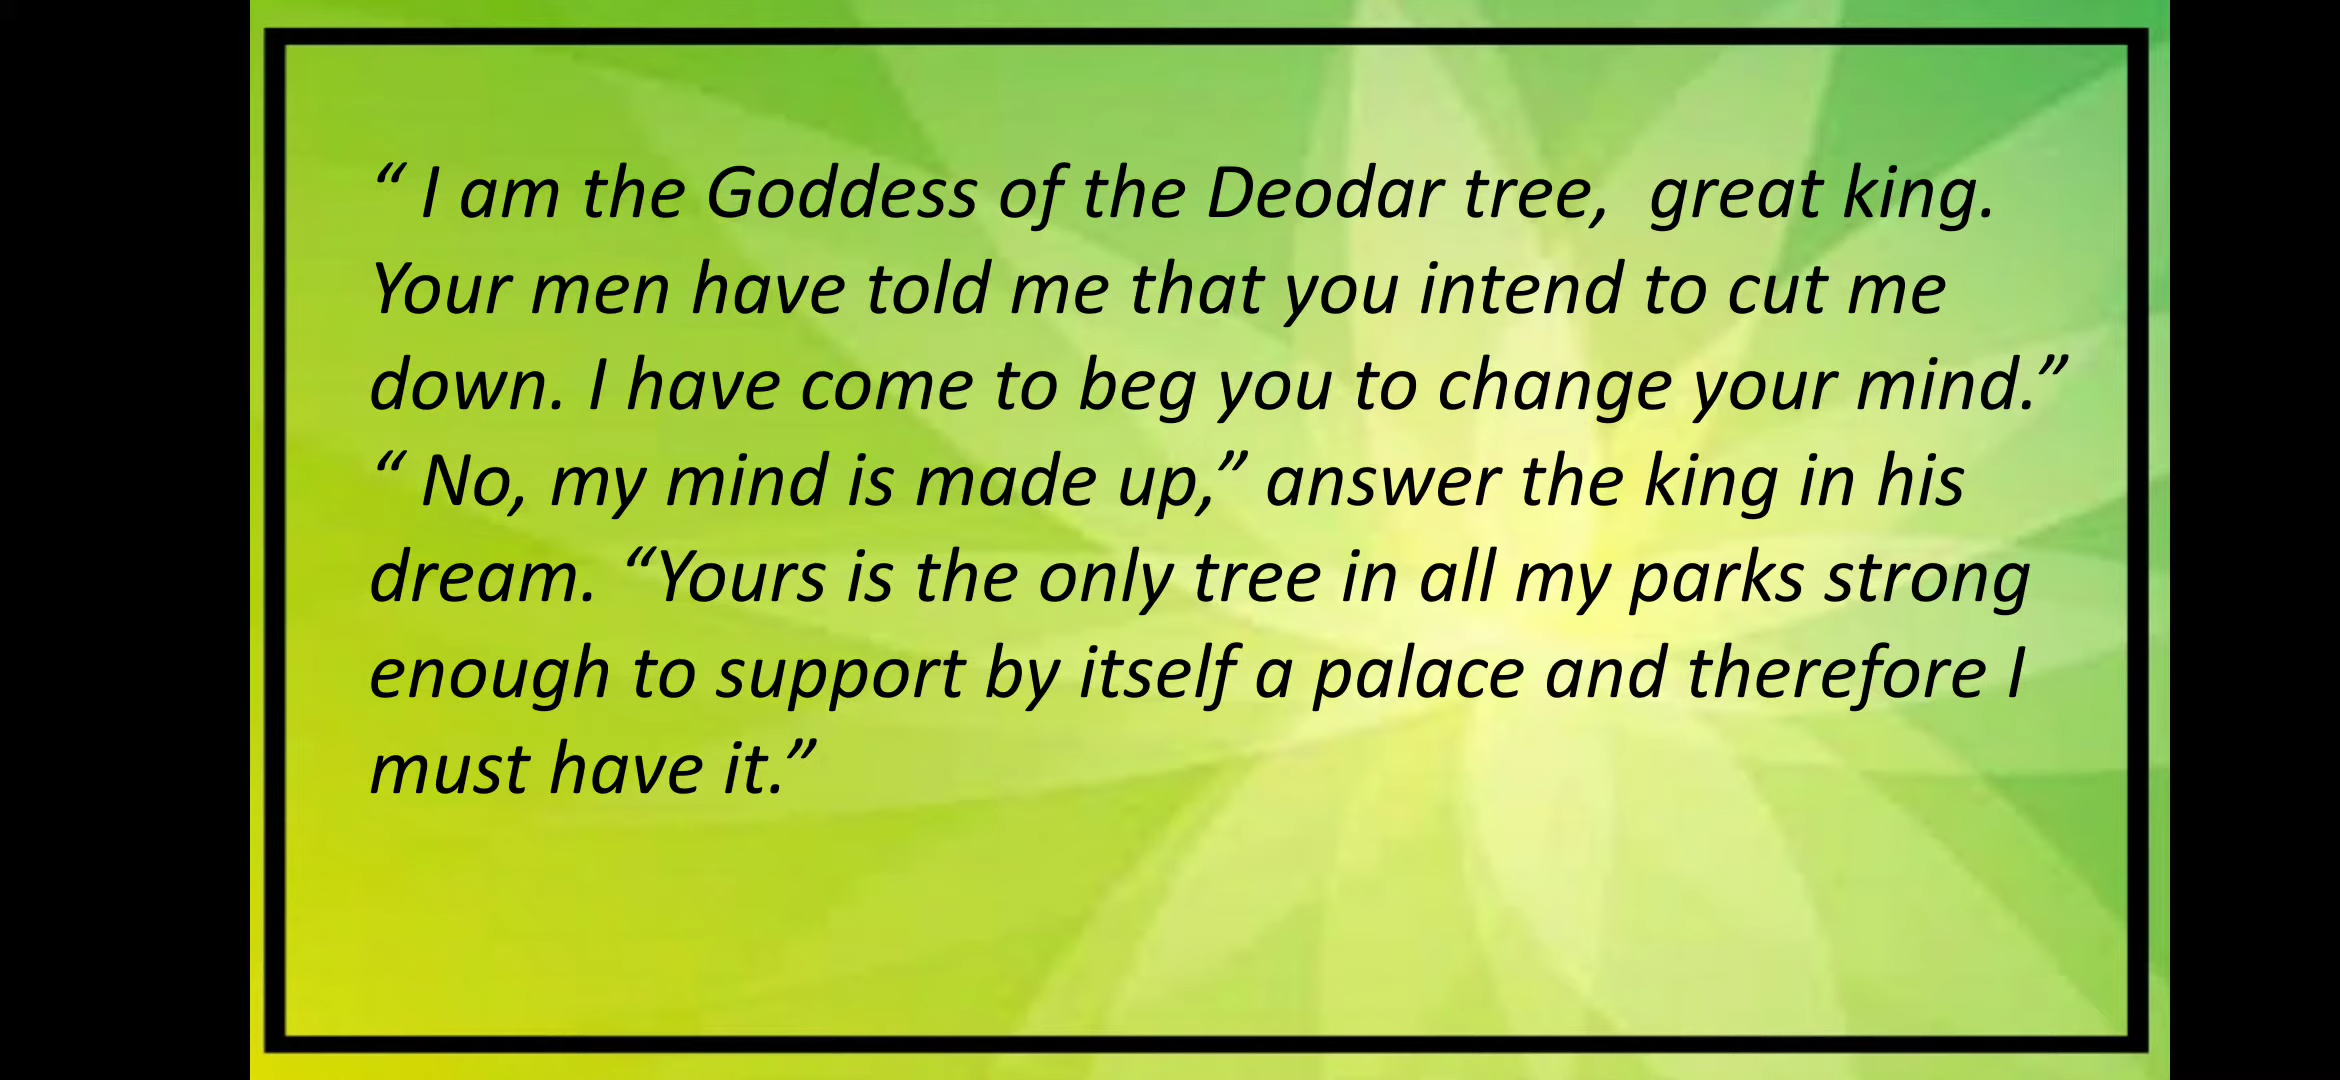 “ I am the Goddess of the Deodar tree,  great king.
Your men have told me that you intend to cut me
down. I have come to beg you to change your mind.”
“ No, my mind is made up,” answer the king in his
dream. “Yours is the only tree in all my parks strong
enough to support by itself a palace and therefore I
must have it.”